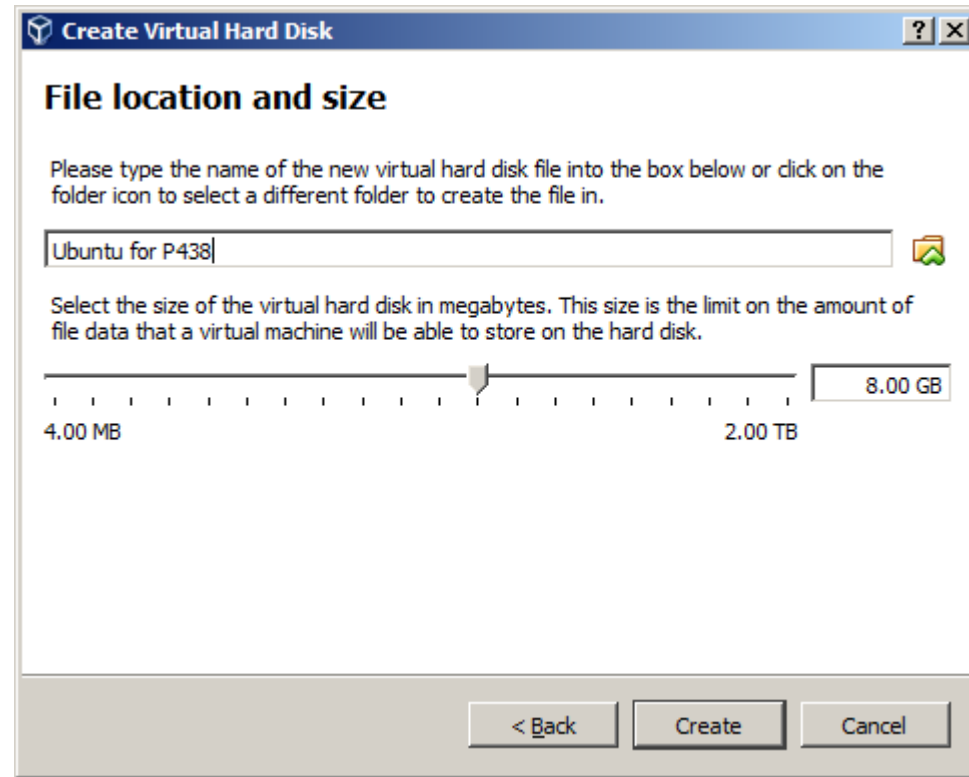 Create Virtual Hard Disk
File location and size
Please type the name of the new virtual hard disk file into the box below or click on the
folder icon to select a different folder to create the file in.
Ubuntu for P438
Select the size of the virtual hard disk in megabytes. This size is the limit on the amount of
file data that a virtual machine will be able to store on the hard disk.
8.00 GB
4.00 MB 2.00 TB
< Back Create Cancel